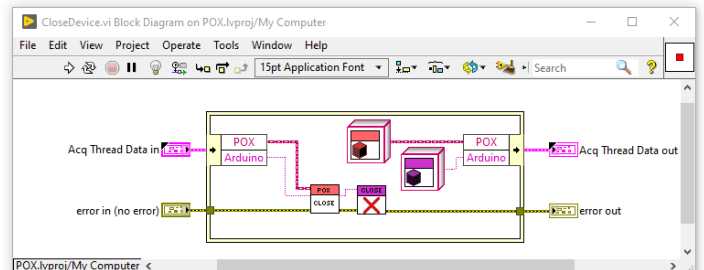 CloseDevice.vi Block Diagram on POX.lvproj/My Computer
File Edit View Project Operate Tools Window Help
15pt Application Font
Search
Acq Thread Data in
POX
Arduino
POX
Arduino
Acq Thread Data out
POX
CLOSE
CLOSE
error in (no error)
error out
POX.lvproj/My Computer